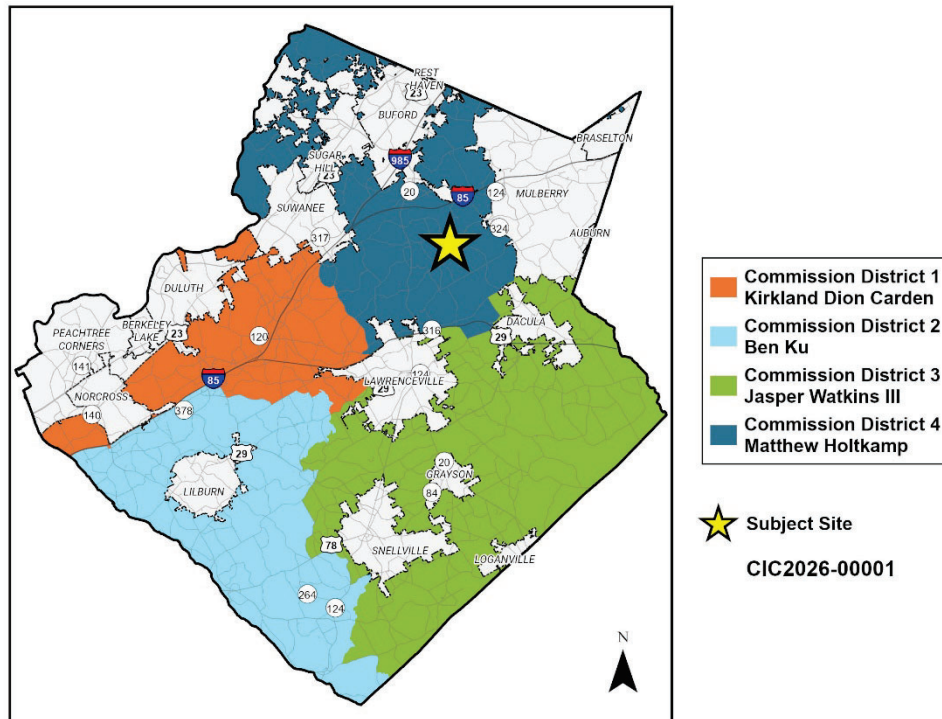 REST
HAVEN
23
BUFORD
BRASELTON
SUGAR
HILL
23
985
20
85
124
MULBERRY
SUWANEE
317
324
AUBURN
DULUTH
PEACHTREE
CORNERS
BERKELEY
LAKE
23
120
316
DACULA
29
141
124
LAWRENCEVILLE
29
NORCROSS
85
140
378
29
LILBURN
20
GRAYSON
84
78
SNELLVILLE
LOGANVILLE
264
124
N
Commission District 1
Kirkland Dion Carden
Commission District 2
Ben Ku
Commission District 3
Jasper Watkins III
Commission District 4
Matthew Holtkamp
Subject Site
CIC2026-00001